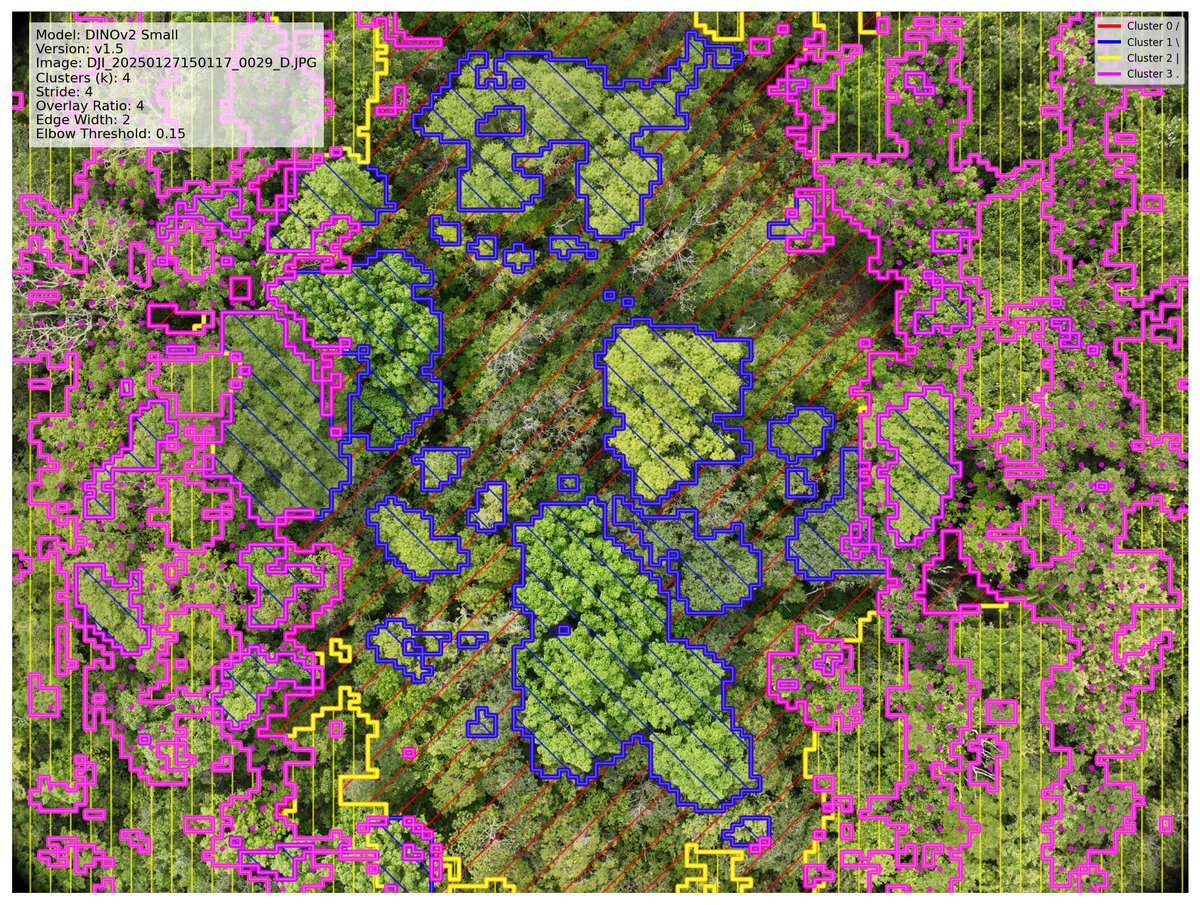 Model: DINOv2 Small
Version: v1.5
Image: DJI_20250127150117_0029_D.JPG
Clusters (k): 4
Stride: 4
Overlay Ratio: 4
Edge Width: 2
Elbow Threshold: 0.15
Cluster 0 /
Cluster 1 \
Cluster 2 |
Cluster 3 .